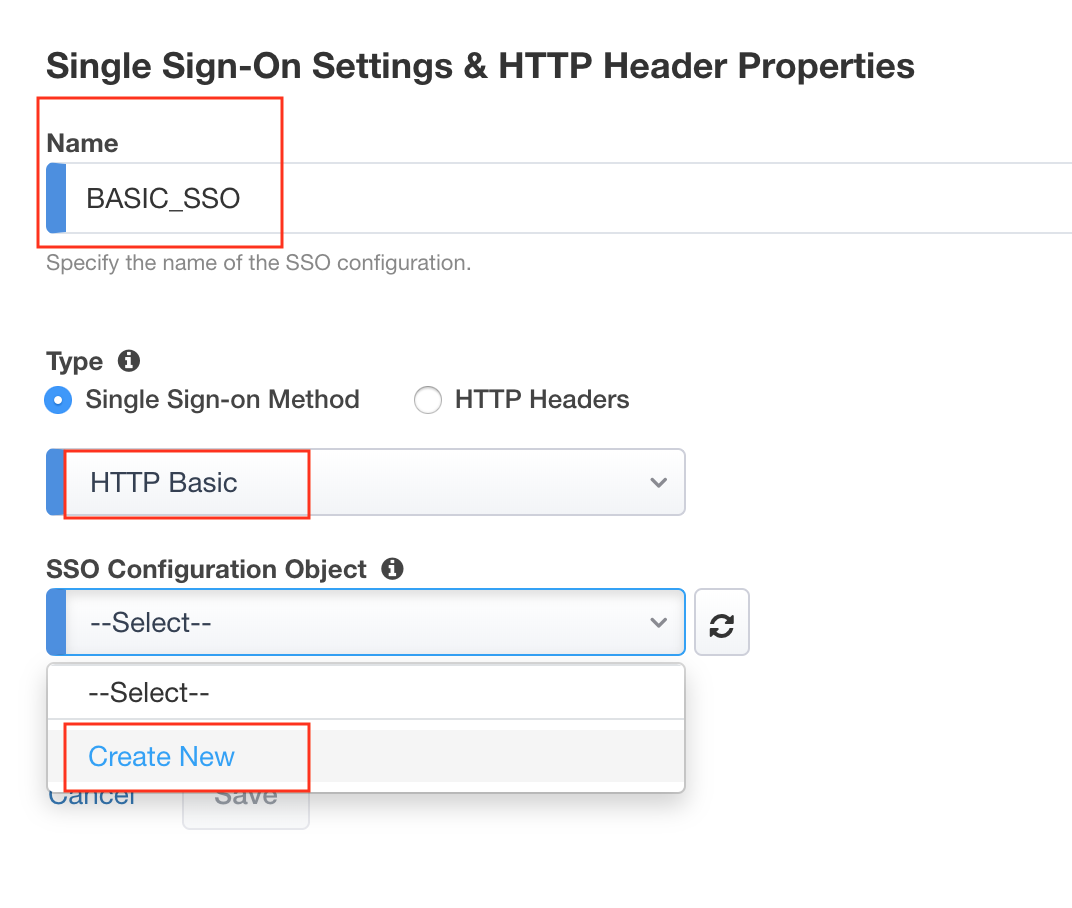 Single Sign-On Settings & HTTP Header Properties
Name
BASIC_SSO
Specify the name of the SSO configuration.
Type
Single Sign-on Method HTTP Headers
HTTP Basic
SSO Configuration Object
--Select--
--Select--
Create New
Cancel Save